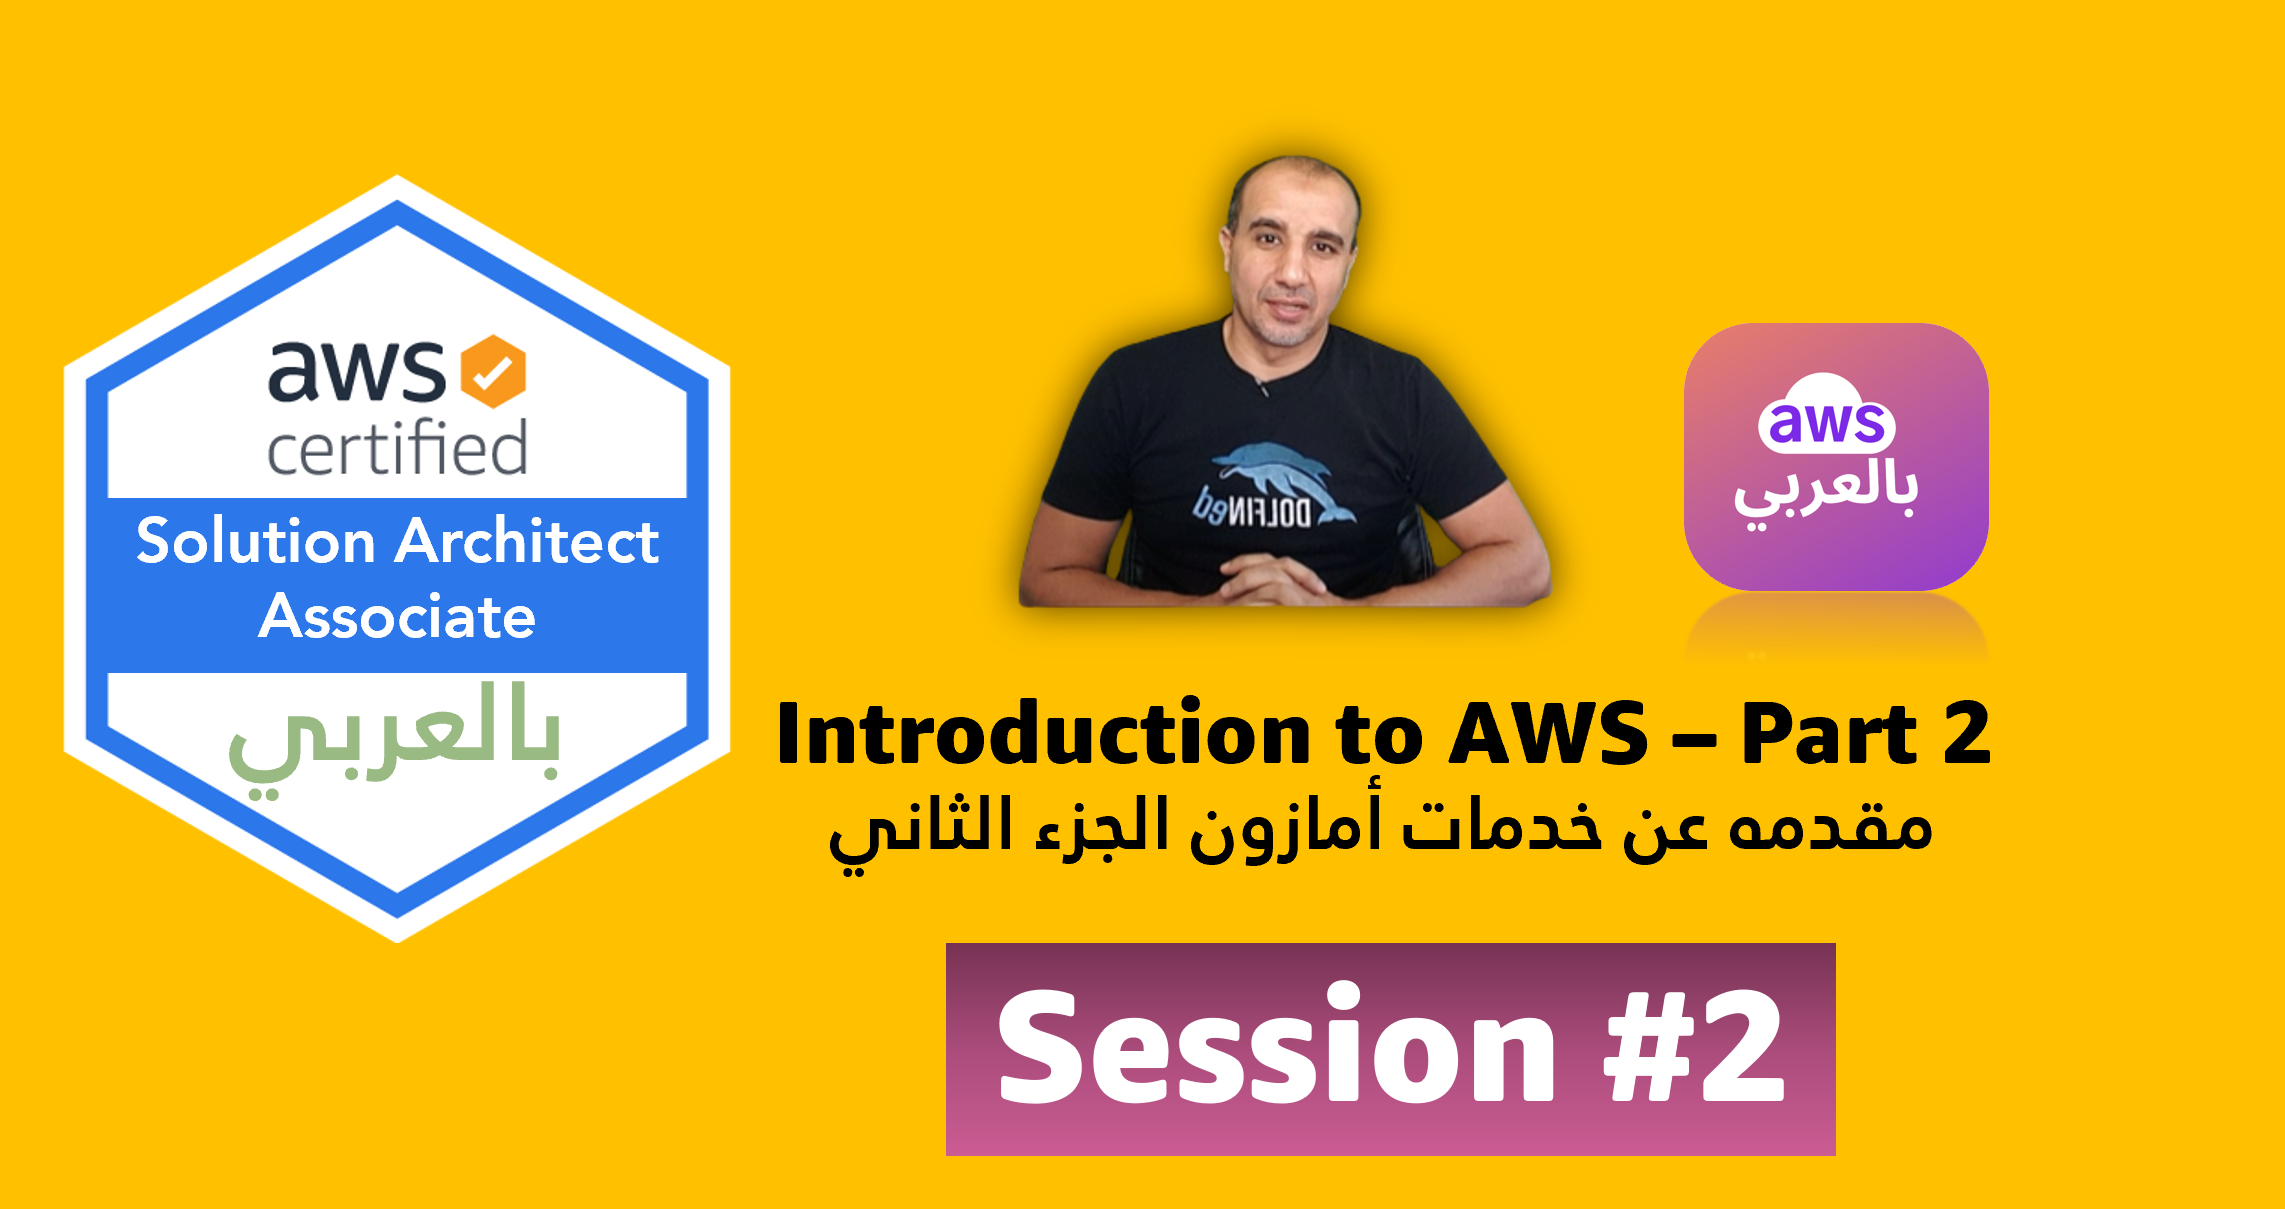 aws
certified
Solution Architect
Associate
بالعربي
DOLFINed
aws
بالعربي
Introduction to AWS – Part 2
مقدمه عن خدمات أمازون الجزء الثاني
Session #2